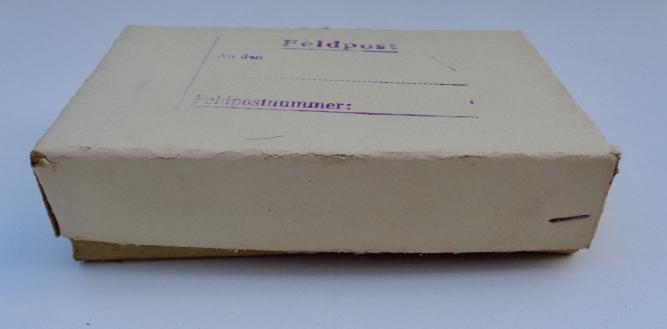 Feldpost
An den
Feldpostnummer: